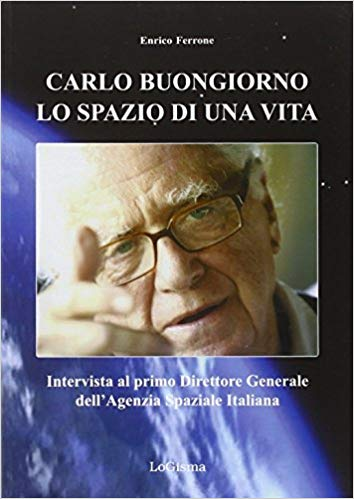 Enrico Ferrone
CARLO BUONGIORNO
LO SPAZIO DI UNA VITA
Intervista al primo Direttore Generale
dell'Agenzia Spaziale Italiana
LoGisma